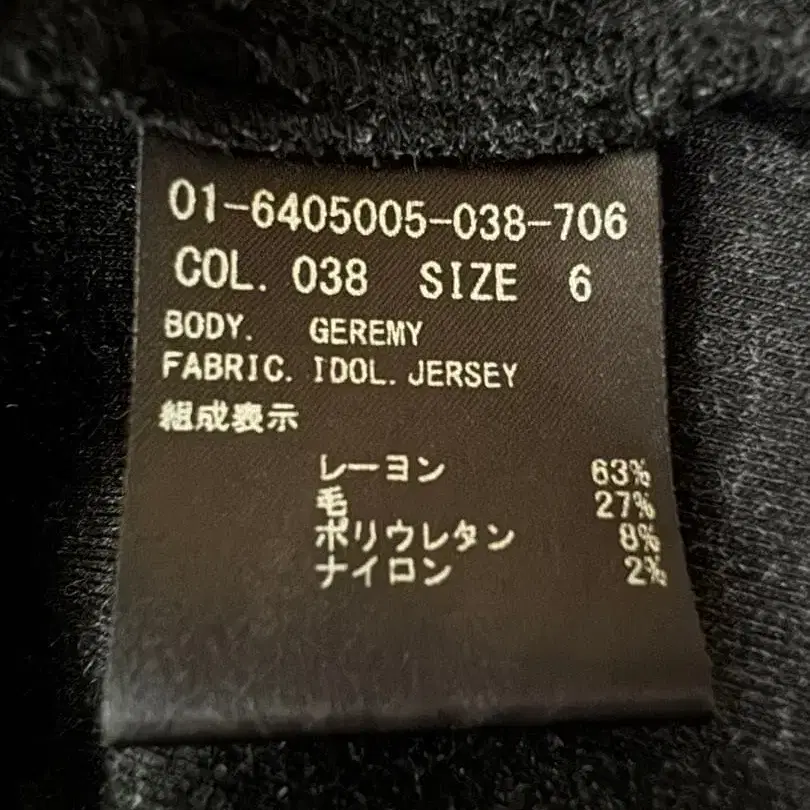 01-6405005-038-706
COL. 038 SIZE 6
BODY. GEREMY
FABRIC. IDOL. JERSEY
組成表示
レーヨン 63%
毛 27%
ポリウレタン 8%
ナイロン 2%